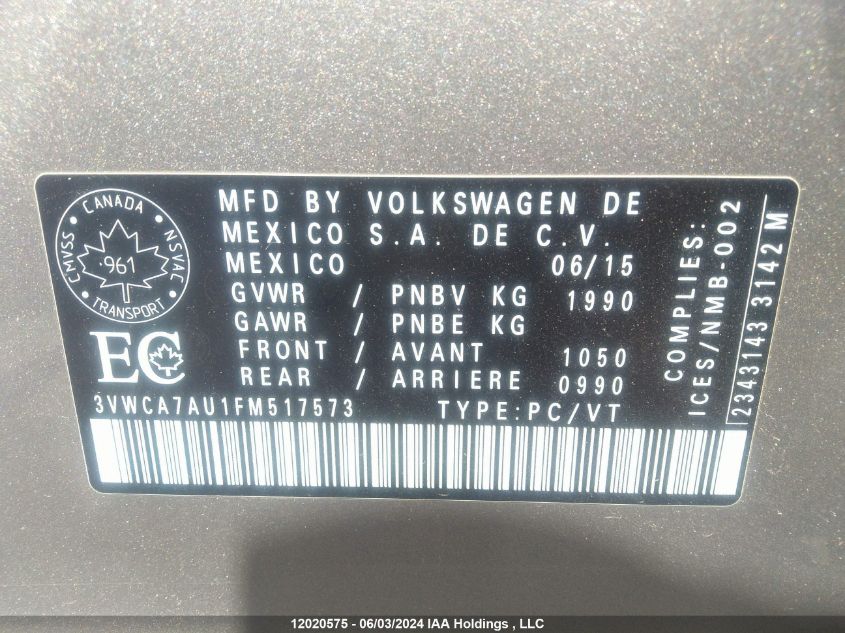 CANADA
CMVSS
NSVAC
961
TRANSPORT
EC
MFD BY VOLKSWAGEN DE
MEXICO S.A. DE C.V.
MEXICO 06/15
GVWR / PNBV KG 1990
GAWR / PNBE KG
FRONT / AVANT 1050
REAR / ARRIERE 0990
3VWCA7AU1FM517573 TYPE:PC/VT
COMPLIES:
ICES/NMB-002
12343143 3142 M
12020575 - 06/03/2024 IAA Holdings , LLC